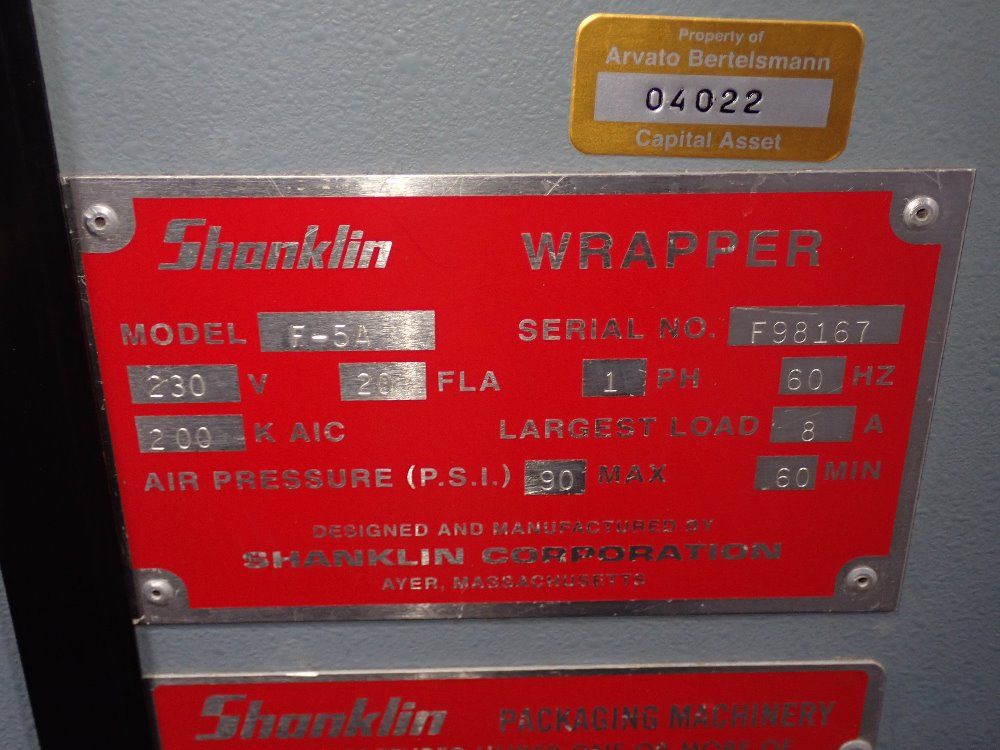 Property of
Arvato Bertelsmann
04022
Capital Asset
Shanklin WRAPPER
MODEL F-5A SERIAL NO. F98167
230 V 20 FLA 1 PH 60 HZ
200 K AIC LARGEST LOAD 8 A
AIR PRESSURE (P.S.I.) 90 MAX 60 MIN
DESIGNED AND MANUFACTURED BY
SHANKLIN CORPORATION
AYER, MASSACHUSETTS
Shanklin PACKAGING MACHINERY